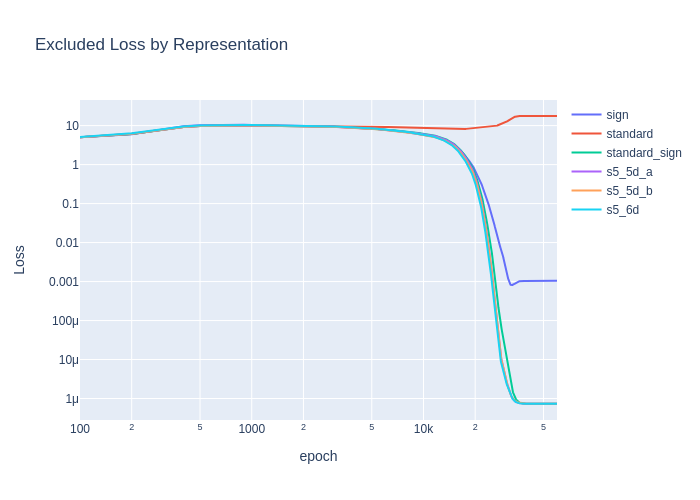 Excluded Loss by Representation
Loss
10
1
0.1
0.01
0.001
100μ
10μ
1μ
100
2
5
1000
2
5
10k
2
5
epoch
sign
standard
standard_sign
s5_5d_a
s5_5d_b
s5_6d